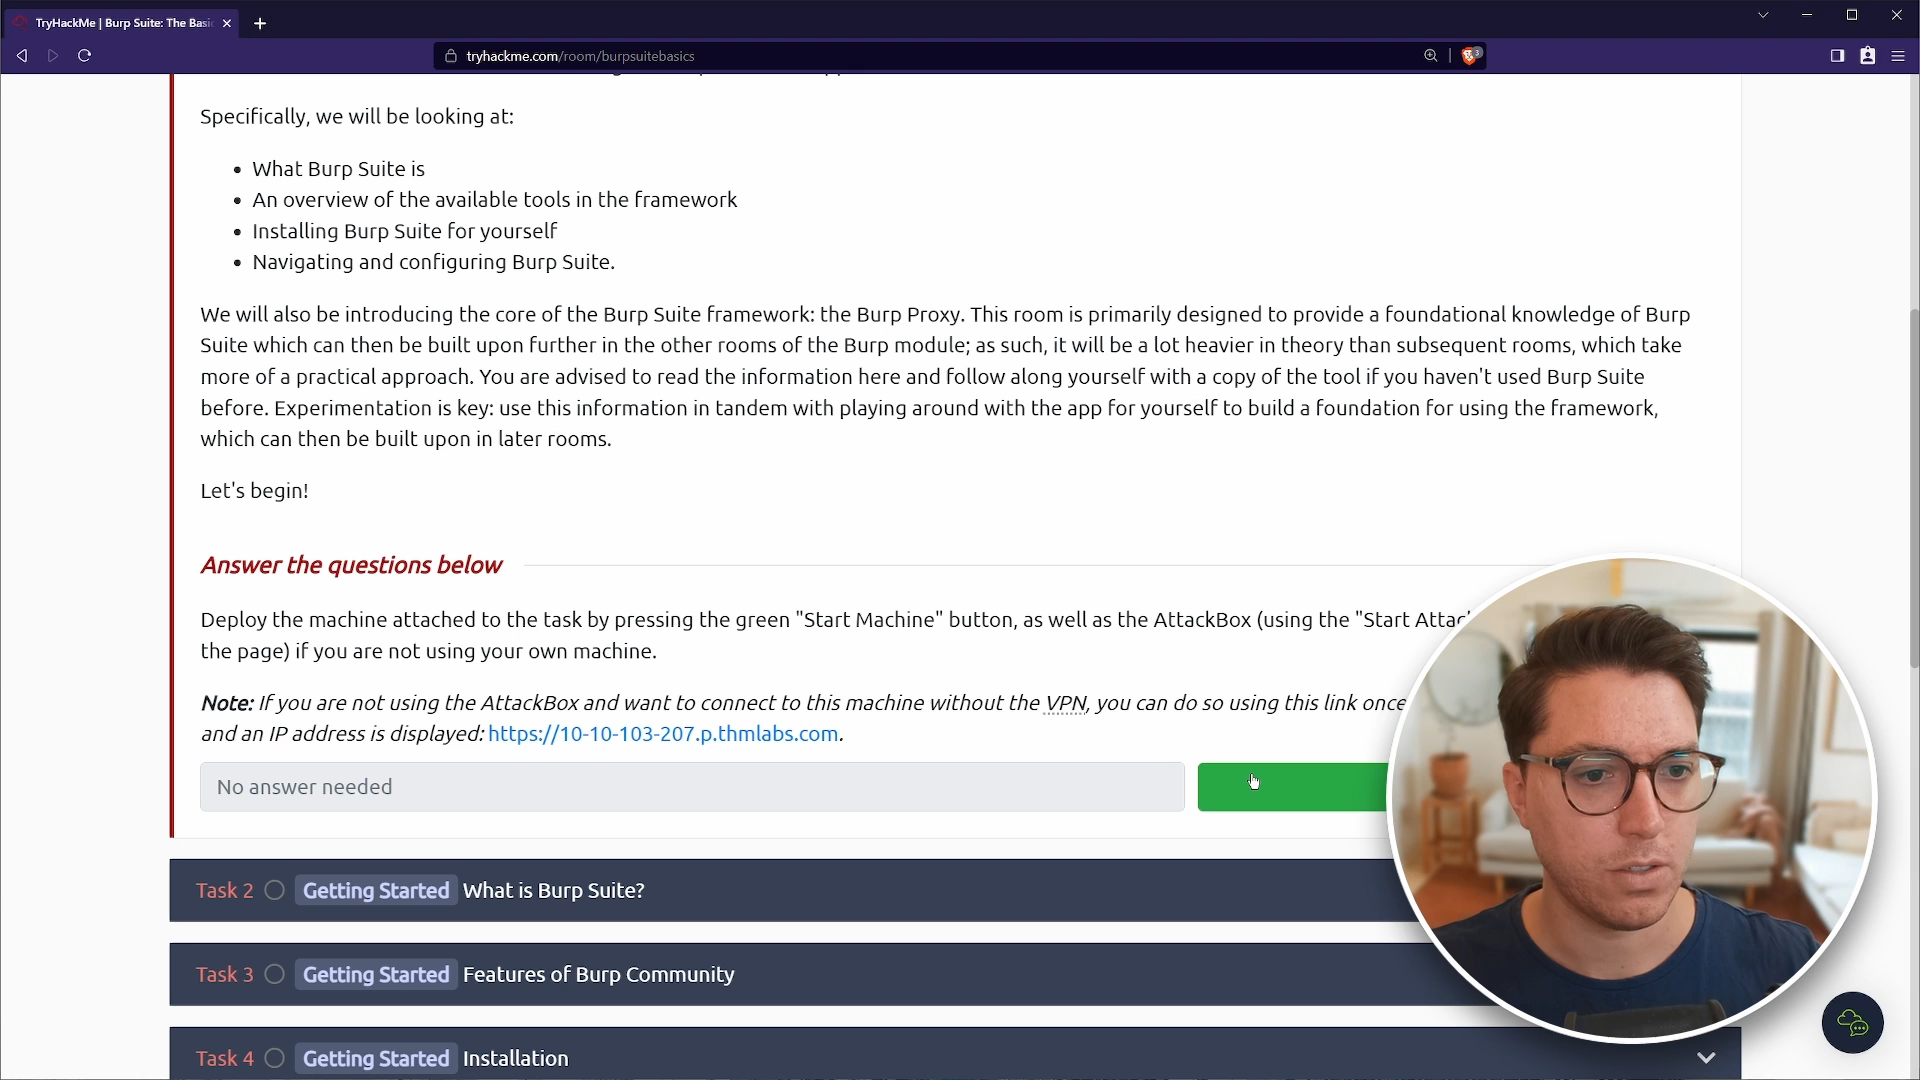 TryHackMe | Burp Suite: The Basi
tryhackme.com/room/burpsuitebasics
3
Specifically, we will be looking at:
• What Burp Suite is
• An overview of the available tools in the framework
• Installing Burp Suite for yourself
• Navigating and configuring Burp Suite.
We will also be introducing the core of the Burp Suite framework: the Burp Proxy. This room is primarily designed to provide a foundational knowledge of Burp
Suite which can then be built upon further in the other rooms of the Burp module; as such, it will be a lot heavier in theory than subsequent rooms, which take
more of a practical approach. You are advised to read the information here and follow along yourself with a copy of the tool if you haven't used Burp Suite
before. Experimentation is key: use this information in tandem with playing around with the app for yourself to build a foundation for using the framework,
which can then be built upon in later rooms.
Let's begin!
Answer the questions below
Deploy the machine attached to the task by pressing the green "Start Machine" button, as well as the AttackBox (using the "Start Attac
the page) if you are not using your own machine.
Note: If you are not using the AttackBox and want to connect to this machine without the VPN, you can do so using this link once
and an IP address is displayed: https://10-10-103-207.p.thmlabs.com.
No answer needed
Task 2 Getting Started What is Burp Suite?
Task 3 Getting Started Features of Burp Community
Task 4 Getting Started Installation